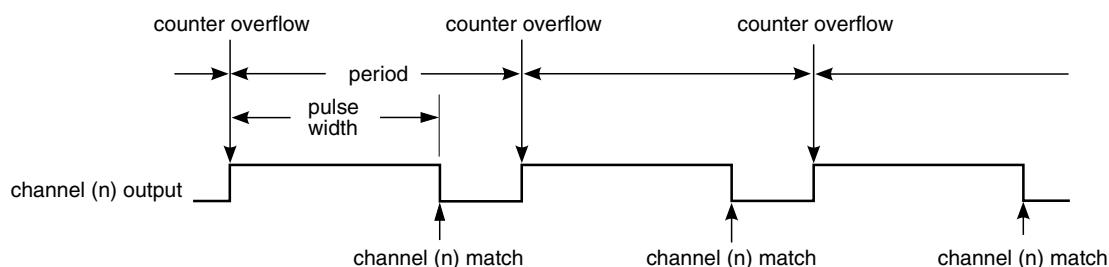 counter overflow
counter overflow
counter overflow
period
pulse
width
channel (n) output
channel (n) match
channel (n) match
channel (n) match